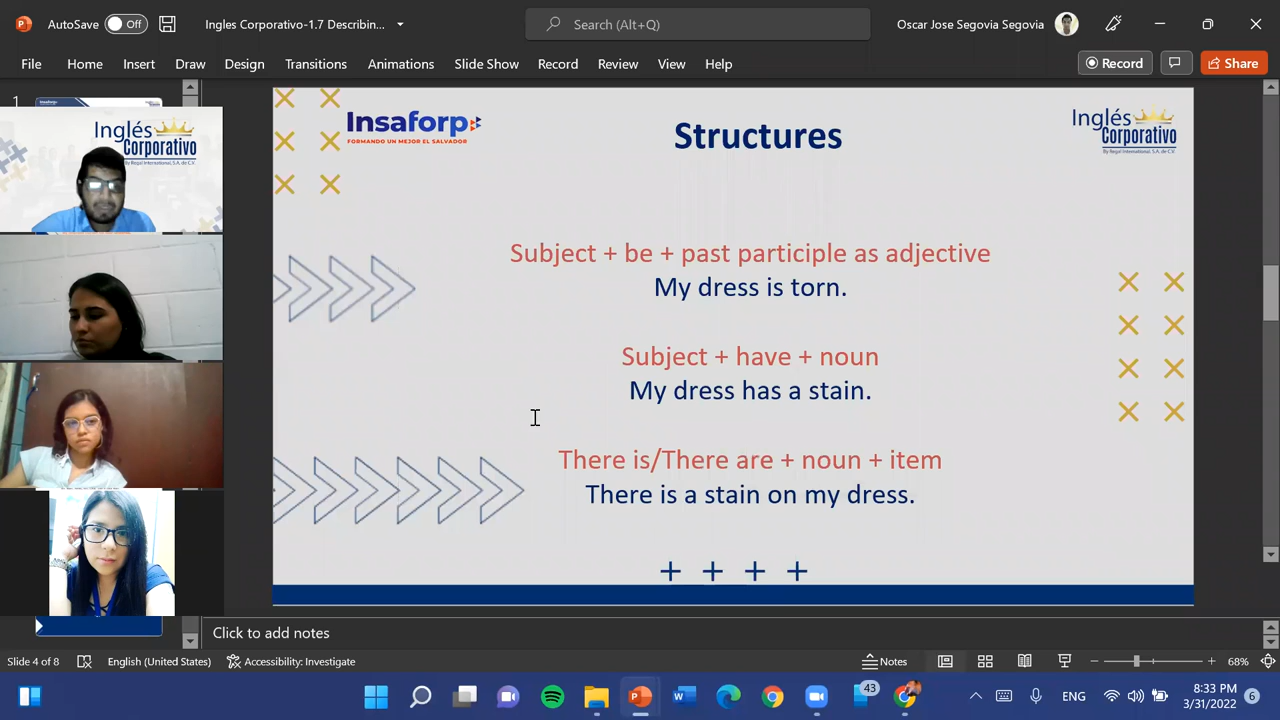 AutoSave Off
Ingles Corporativo-1.7 Describin...
Search (Alt+Q)
Oscar Jose Segovia Segovia
File Home Insert Draw Design Transitions Animations Slide Show Record Review View Help
Record
Share
1
Inglés
Corporativo
Insaforp
FORMANDO UN MEJOR EL SALVADOR
Structures
Inglés
Corporativo
By Regal International, S.A. de C.V.
Subject + be + past participle as adjective
My dress is torn.
Subject + have + noun
My dress has a stain.
There is/There are + noun + item
There is a stain on my dress.
+ + + +
Click to add notes
Slide 4 of 8 English (United States) Accessibility: Investigate Notes 68%
43
ENG
8:33 PM
3/31/2022
6